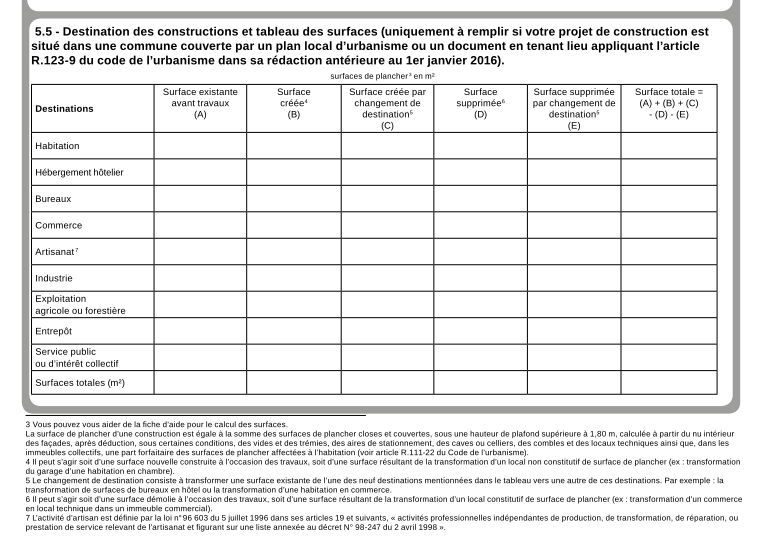 5.5 - Destination des constructions et tableau des surfaces (uniquement à remplir si votre projet de construction est
situé dans une commune couverte par un plan local d’urbanisme ou un document en tenant lieu appliquant l’article
R.123-9 du code de l’urbanisme dans sa rédaction antérieure au 1er janvier 2016).
surfaces de plancher³ en m²
Destinations
Surface existante
avant travaux
(A)
Surface
créée⁴
(B)
Surface créée par
changement de
destination⁵
(C)
Surface
supprimée⁶
(D)
Surface supprimée
par changement de
destination⁵
(E)
Surface totale =
(A) + (B) + (C)
- (D) - (E)
Habitation
Hébergement hôtelier
Bureaux
Commerce
Artisanat⁷
Industrie
Exploitation
agricole ou forestière
Entrepôt
Service public
ou d’intérêt collectif
Surfaces totales (m²)
3 Vous pouvez vous aider de la fiche d’aide pour le calcul des surfaces.
La surface de plancher d’une construction est égale à la somme des surfaces de plancher closes et couvertes, sous une hauteur de plafond supérieure à 1,80 m, calculée à partir du nu intérieur
des façades, après déduction, sous certaines conditions, des vides et des trémies, des aires de stationnement, des caves ou celliers, des combles et des locaux techniques ainsi que, dans les
immeubles collectifs, une part forfaitaire des surfaces de plancher affectées à l’habitation (voir article R.111-22 du Code de l’urbanisme).
4 Il peut s’agir soit d’une surface nouvelle construite à l’occasion des travaux, soit d’une surface résultant de la transformation d’un local non constitutif de surface de plancher (ex : transformation
du garage d’une habitation en chambre).
5 Le changement de destination consiste à transformer une surface existante de l’une des neuf destinations mentionnées dans le tableau vers une autre de ces destinations. Par exemple : la
transformation de surfaces de bureaux en hôtel ou la transformation d’une habitation en commerce.
6 Il peut s’agir soit d’une surface démolie à l’occasion des travaux, soit d’une surface résultant de la transformation d’un local constitutif de surface de plancher (ex : transformation d’un commerce
en local technique dans un immeuble commercial).
7 L’activité d’artisan est définie par la loi n°96 603 du 5 juillet 1996 dans ses articles 19 et suivants, « activités professionnelles indépendantes de production, de transformation, de réparation, ou
prestation de service relevant de l’artisanat et figurant sur une liste annexée au décret N° 98-247 du 2 avril 1998 ».